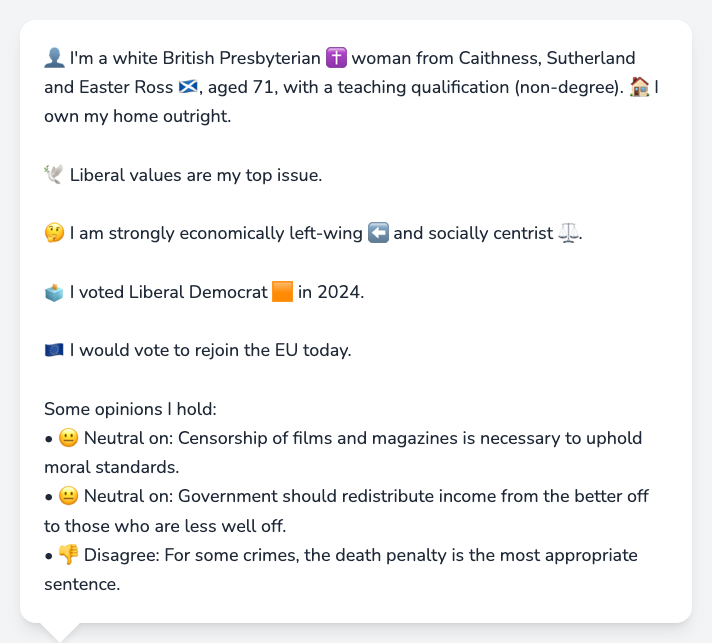 👤 I'm a white British Presbyterian ✝️ woman from Caithness, Sutherland
and Easter Ross 🏴󠁧󠁢󠁳󠁣󠁴󠁿, aged 71, with a teaching qualification (non-degree). 🏠 I
own my home outright.
🕊️ Liberal values are my top issue.
🤔 I am strongly economically left-wing ⬅️ and socially centrist ⚖️.
🗳️ I voted Liberal Democrat 🟧 in 2024.
🇪🇺 I would vote to rejoin the EU today.
Some opinions I hold:
• 😐 Neutral on: Censorship of films and magazines is necessary to uphold
moral standards.
• 😐 Neutral on: Government should redistribute income from the better off
to those who are less well off.
• 👎 Disagree: For some crimes, the death penalty is the most appropriate
sentence.